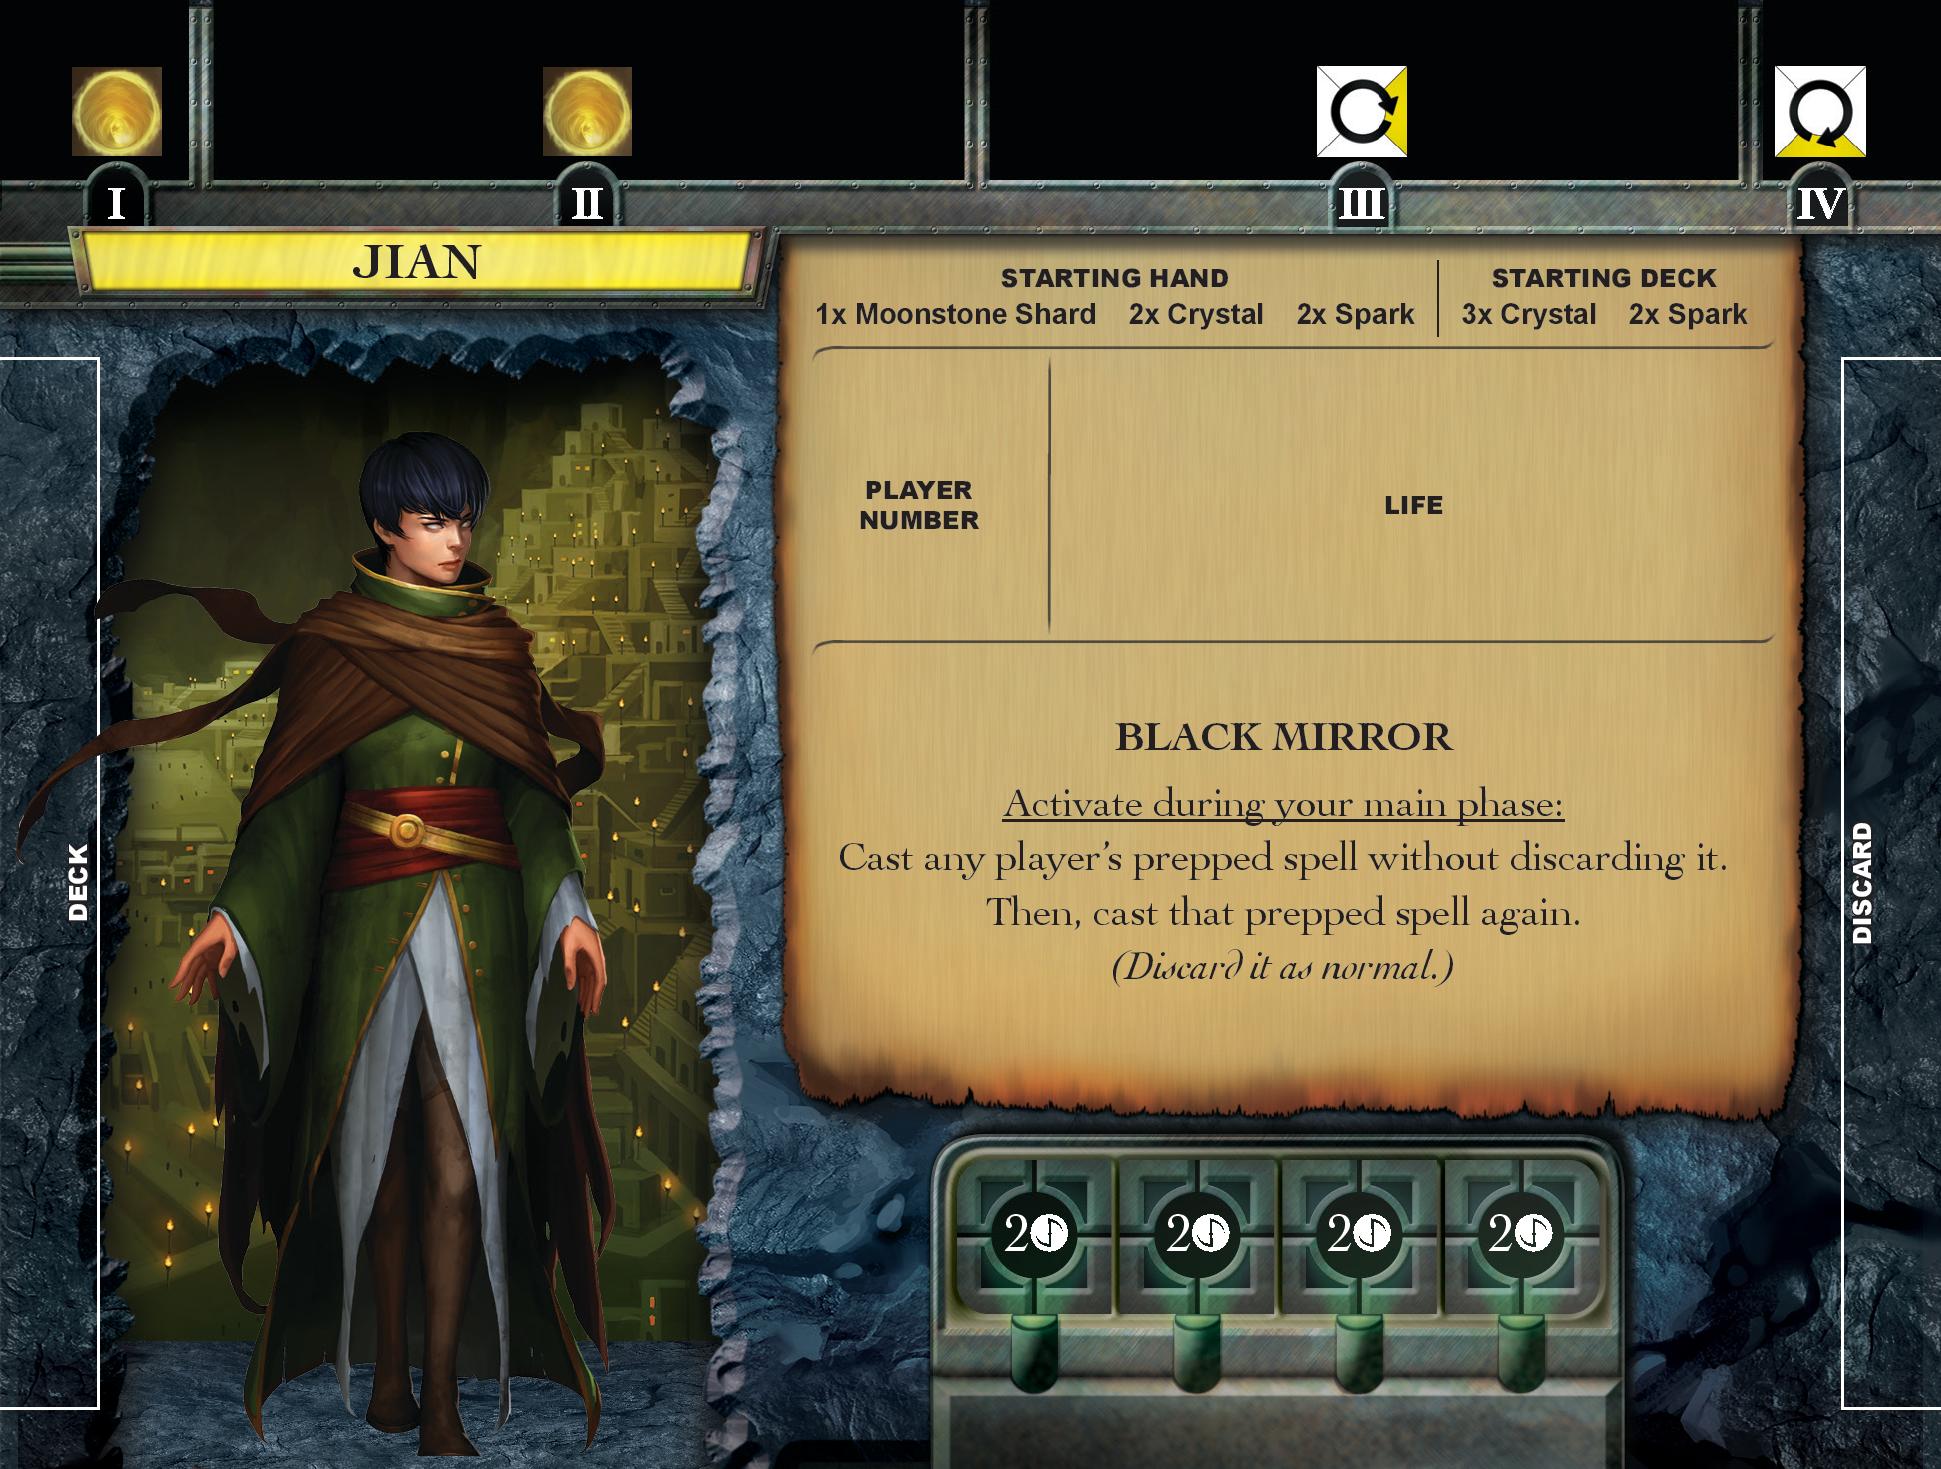 I
II
III
IV
JIAN
STARTING HAND
1x Moonstone Shard 2x Crystal 2x Spark
STARTING DECK
3x Crystal 2x Spark
PLAYER
NUMBER
LIFE
BLACK MIRROR
Activate during your main phase:
Cast any player's prepped spell without discarding it.
Then, cast that prepped spell again.
(Discard it as normal.)
DECK
DISCARD
2 2 2 2